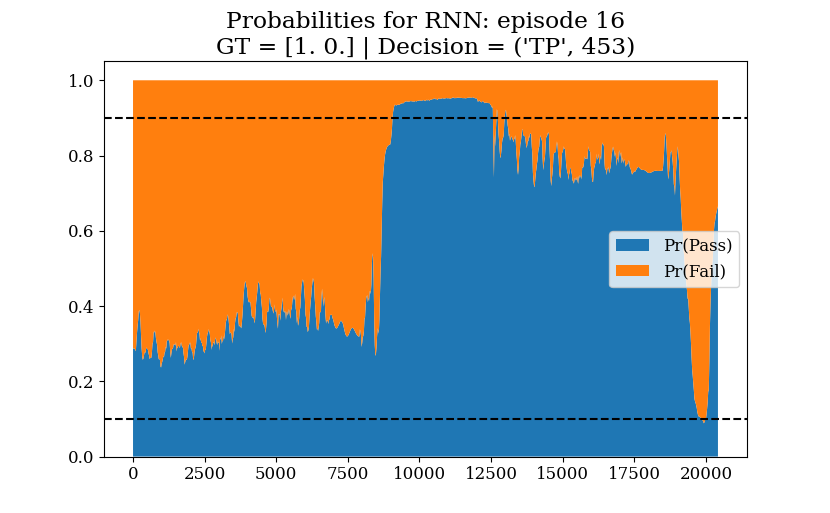 Probabilities for RNN: episode 16
GT = [1. 0.] | Decision = ('TP', 453)
1.0
0.8
0.6
0.4
0.2
0.0
Pr(Pass)
Pr(Fail)
0 2500 5000 7500 10000 12500 15000 17500 20000